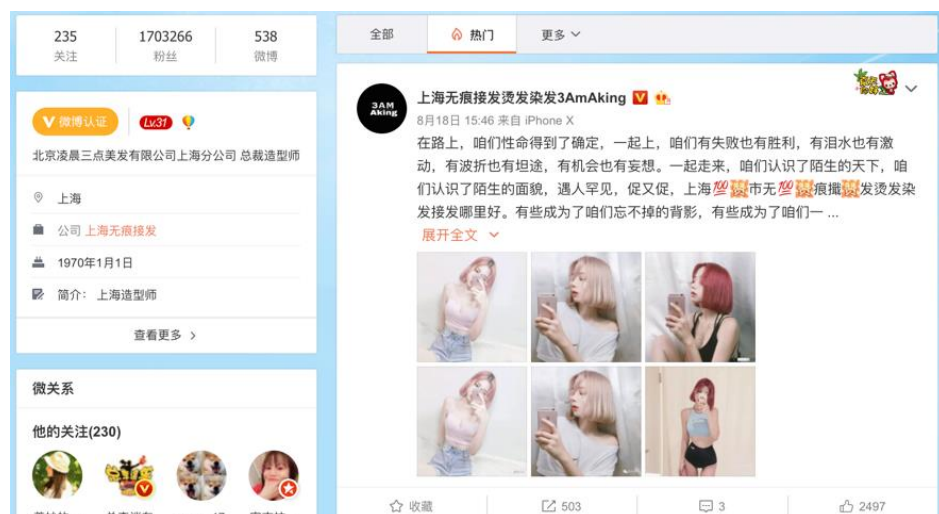 235
关注
1703266
粉丝
538
微博
微博认证
Lv.31
北京凌晨三点美发有限公司上海分公司 总裁造型师
上海
公司 上海无痕接发
1970年1月1日
简介： 上海造型师
查看更多 >
微关系
他的关注(230)
全部
热门
更多
3AM
AKing
上海无痕接发烫发染发3AmAking
8月18日 15:46 来自 iPhone X
在路上，咱们性命得到了确定，一起上，咱们有失败也有胜利，有泪水也有激
动，有波折也有坦途，有机会也有妄想。一起走来，咱们认识了陌生的天下，咱
们认识了陌生的面貌，遇人罕见，促又促，上海💯市无💯痕攥发烫发染
发接发哪里好。有些成为了咱们忘不掉的背影，有些成为了咱们一 ...
展开全文
收藏
503
3
2497